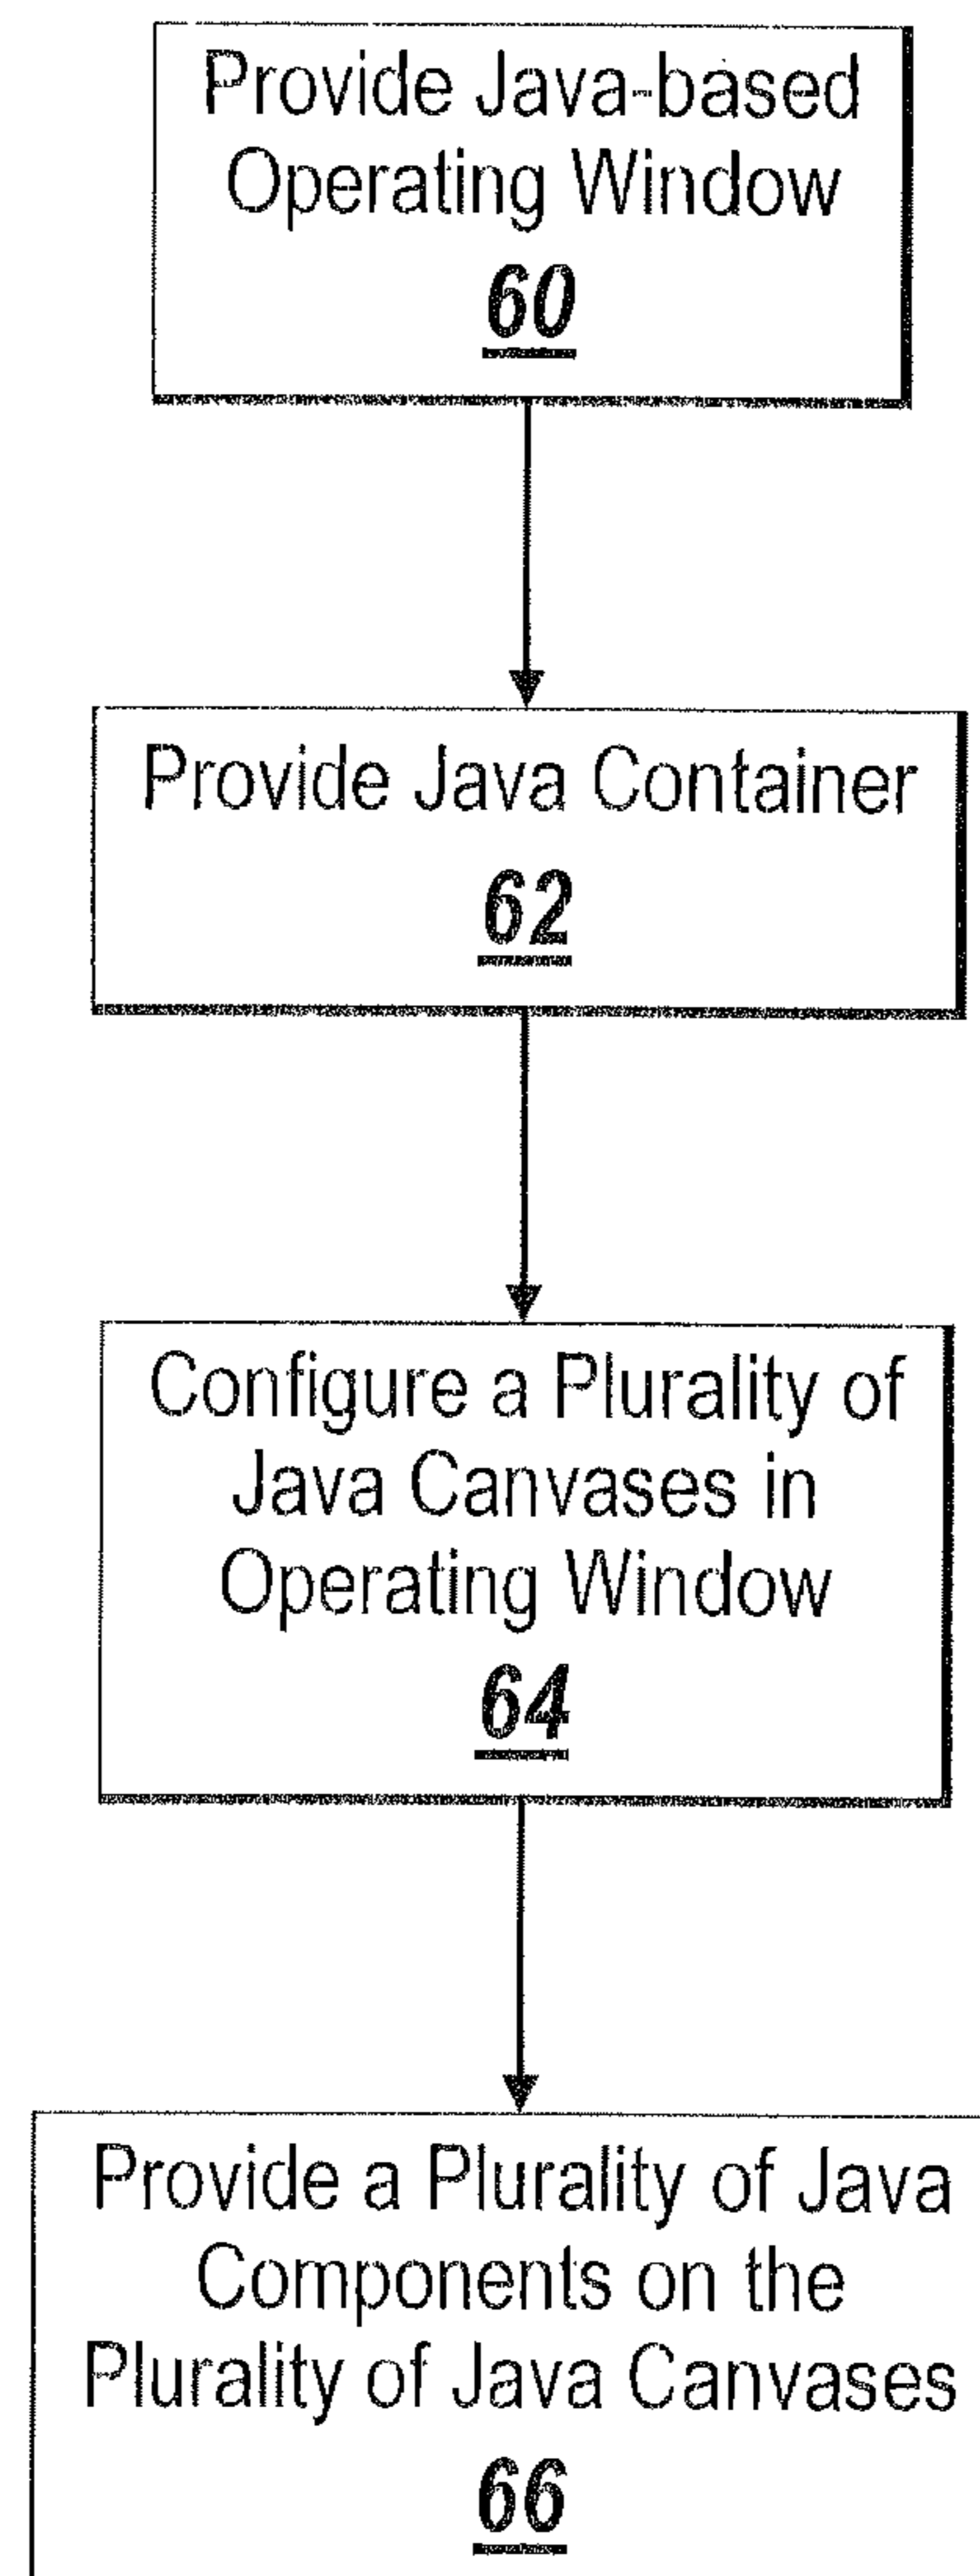 Provide Java-based
Operating Window
60
Provide Java Container
62
Configure a Plurality of
Java Canvases in
Operating Window
64
Provide a Plurality of Java
Components on the
Plurality of Java Canvases
66